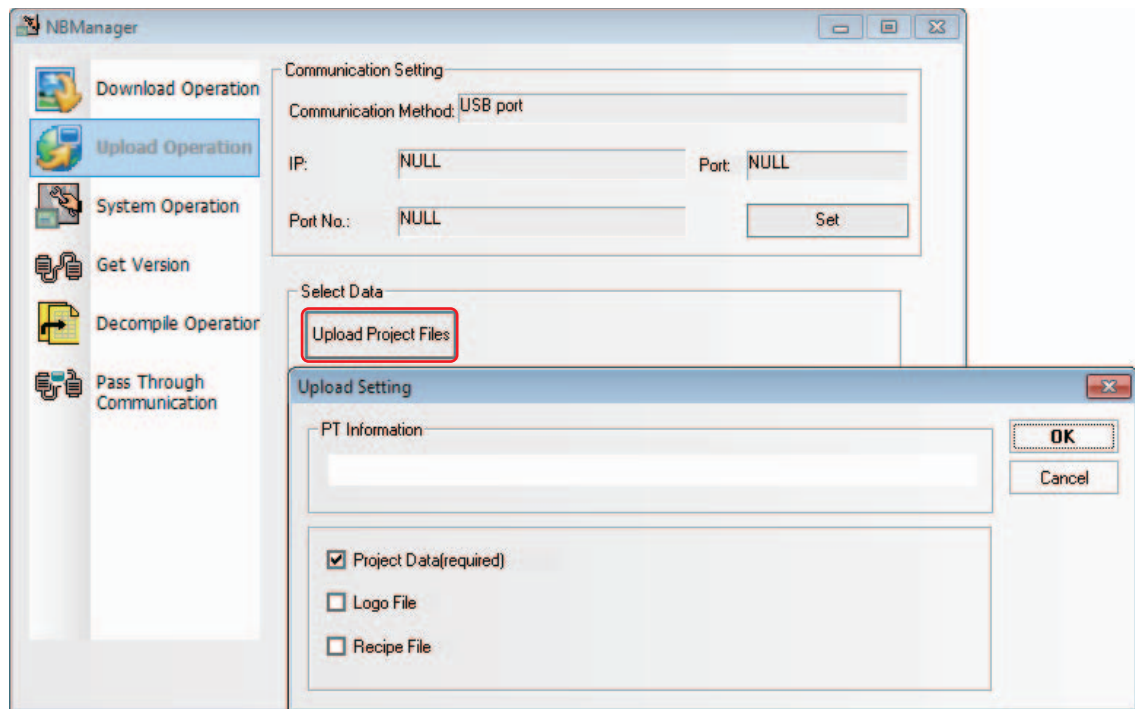 NBManager
Download Operation
Upload Operation
System Operation
Get Version
Decompile Operation
Pass Through
Communication
Communication Setting
Communication Method: USB port
IP: NULL Port: NULL
Port No.: NULL Set
Select Data
Upload Project Files
Upload Setting
PT Information
OK
Cancel
Project Data(required)
Logo File
Recipe File